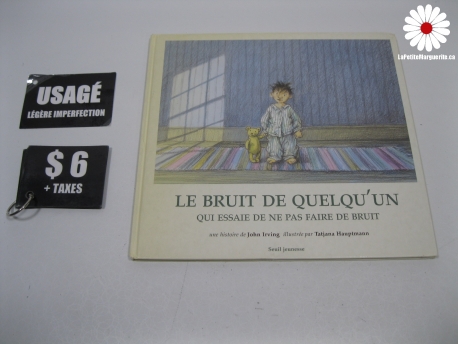 LaPetiteMarguerite.ca
USAGÉ
LÉGÈRE IMPERFECTION
$ 6
+ TAXES
LE BRUIT DE QUELQU'UN
QUI ESSAIE DE NE PAS FAIRE DE BRUIT
une histoire de John Irving illustrée par Tatjana Hauptmann
Seuil jeunesse